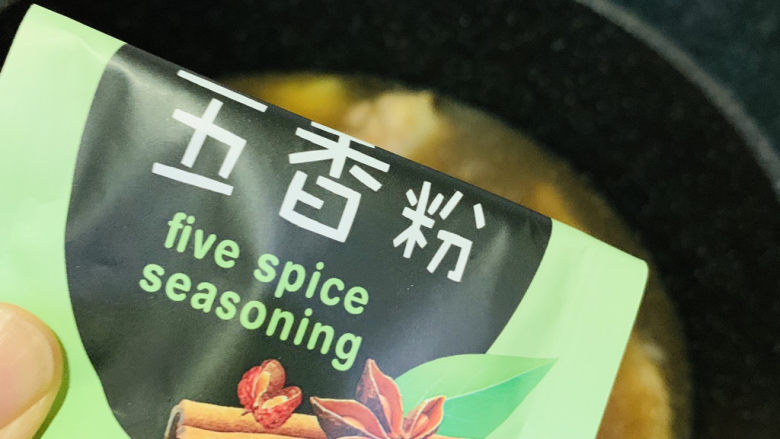 五香粉
five spice
seasoning